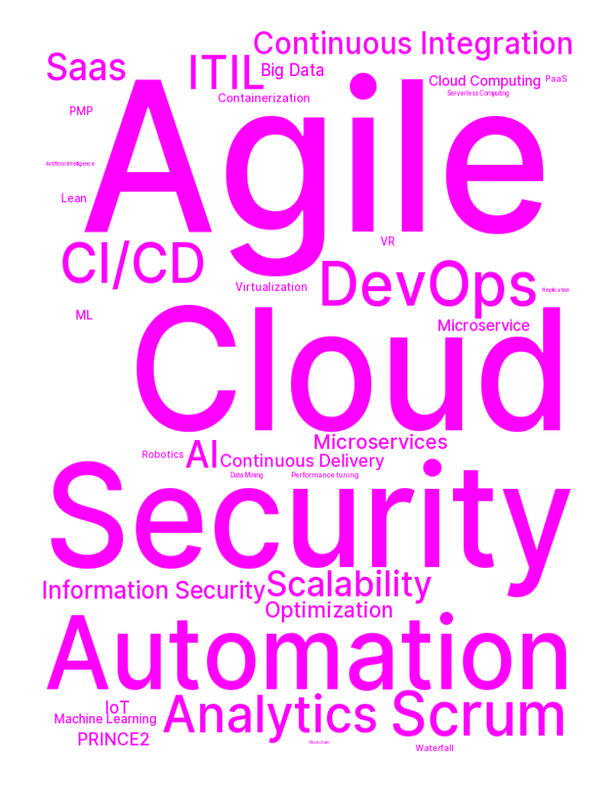 Continuous Integration
Saas
ITIL
Big Data
Cloud Computing
PaaS
Serverless Computing
Containerization
PMP
Agile
Artificial Intelligence
Lean
VR
CI/CD
DevOps
Virtualization
Replication
ML
Microservice
Cloud
Microservices
Robotics
AI
Continuous Delivery
Data Mining
Performance tuning
Security
Information Security
Scalability
Optimization
Automation
IoT
Machine Learning
Analytics
Scrum
PRINCE2
Blockchain
Waterfall